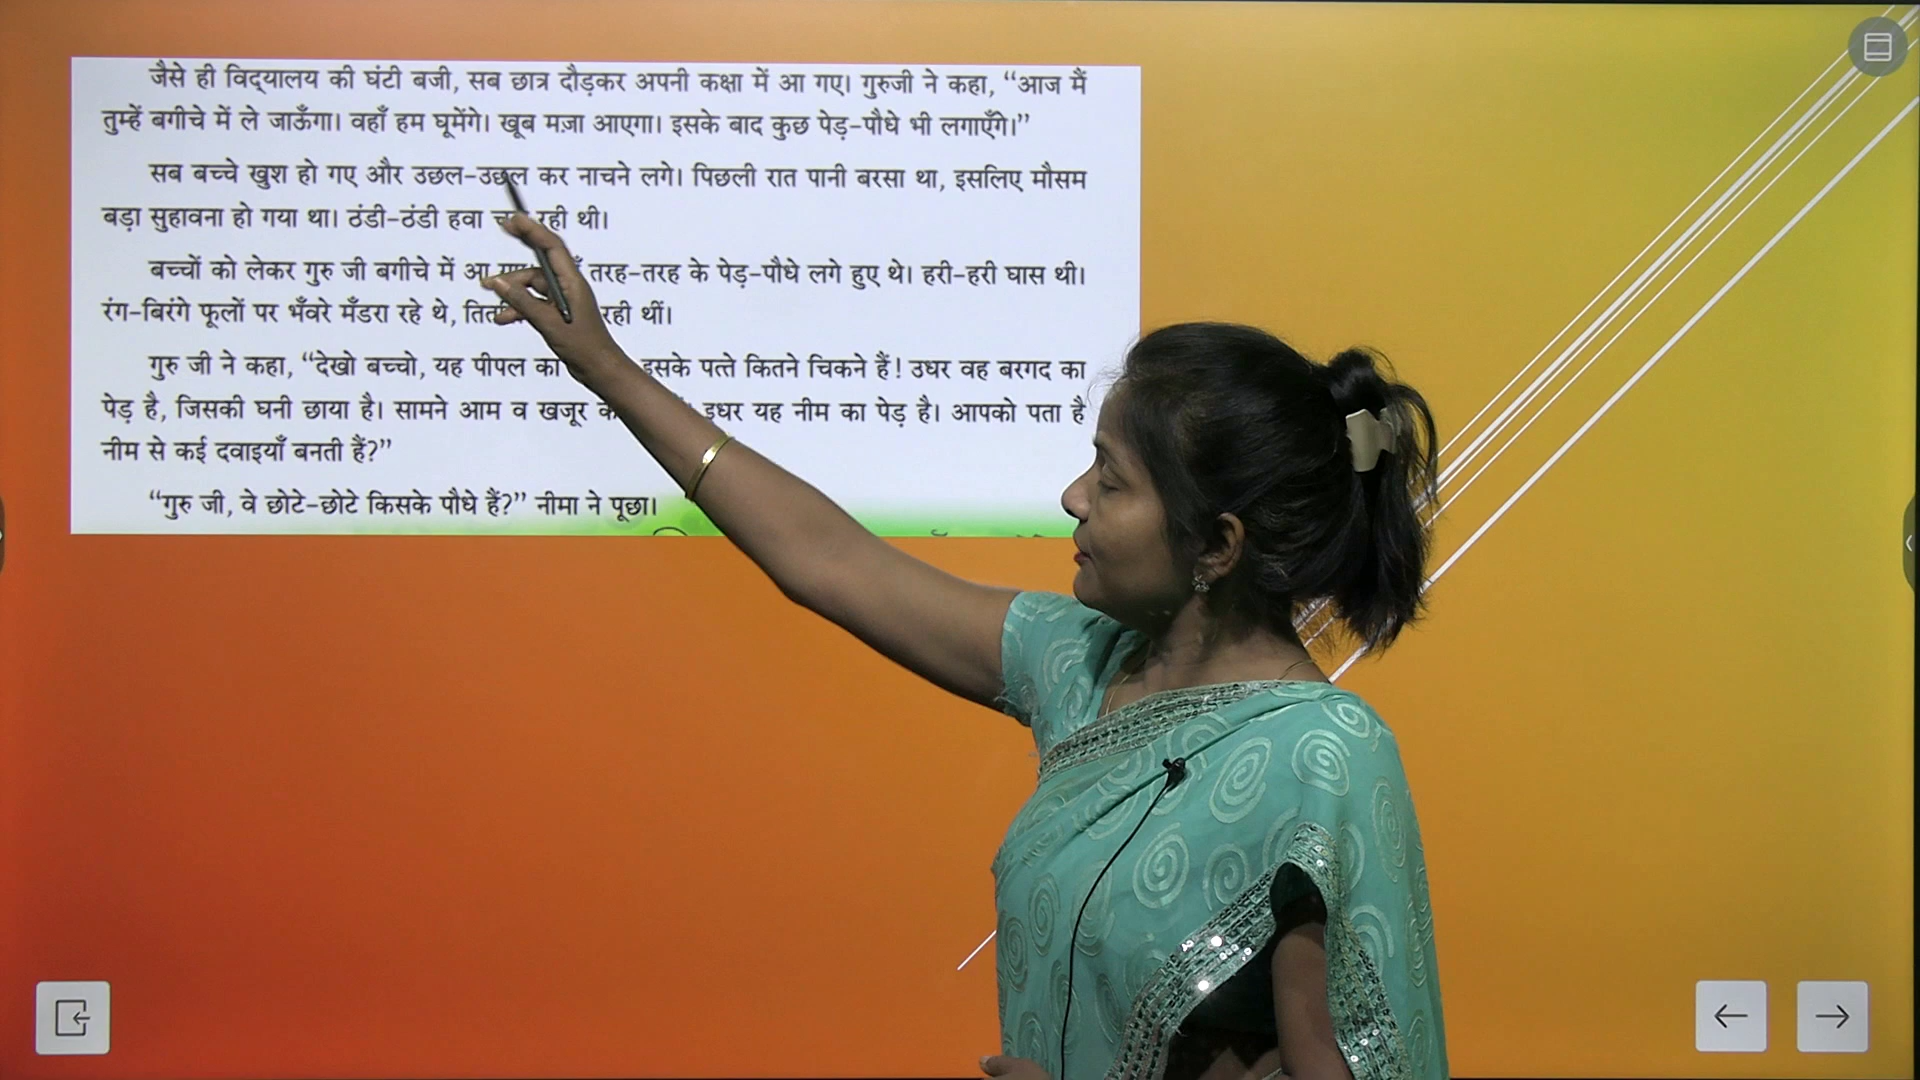 जैसे ही विद्यालय की घंटी बजी, सब छात्र दौड़कर अपनी कक्षा में आ गए। गुरुजी ने कहा, “आज मैं
तुम्हें बगीचे में ले जाऊँगा। वहाँ हम घूमेंगे। खूब मज़ा आएगा। इसके बाद कुछ पेड़-पौधे भी लगाएँगे।”
सब बच्चे खुश हो गए और उछल-उछल कर नाचने लगे। पिछली रात पानी बरसा था, इसलिए मौसम
बड़ा सुहावना हो गया था। ठंडी-ठंडी हवा रही थी।
बच्चों को लेकर गुरु जी बगीचे में आ तरह-तरह के पेड़-पौधे लगे हुए थे। हरी-हरी घास थी।
रंग-बिरंगे फूलों पर भँवरे मँडरा रहे थे, रही थीं।
गुरु जी ने कहा, “देखो बच्चो, यह पीपल का इसके पत्ते कितने चिकने हैं! उधर वह बरगद का
पेड़ है, जिसकी घनी छाया है। सामने आम व खजूर इधर यह नीम का पेड़ है। आपको पता है
नीम से कई दवाइयाँ बनती हैं?”
“गुरु जी, वे छोटे-छोटे किसके पौधे हैं?” नीमा ने पूछा।